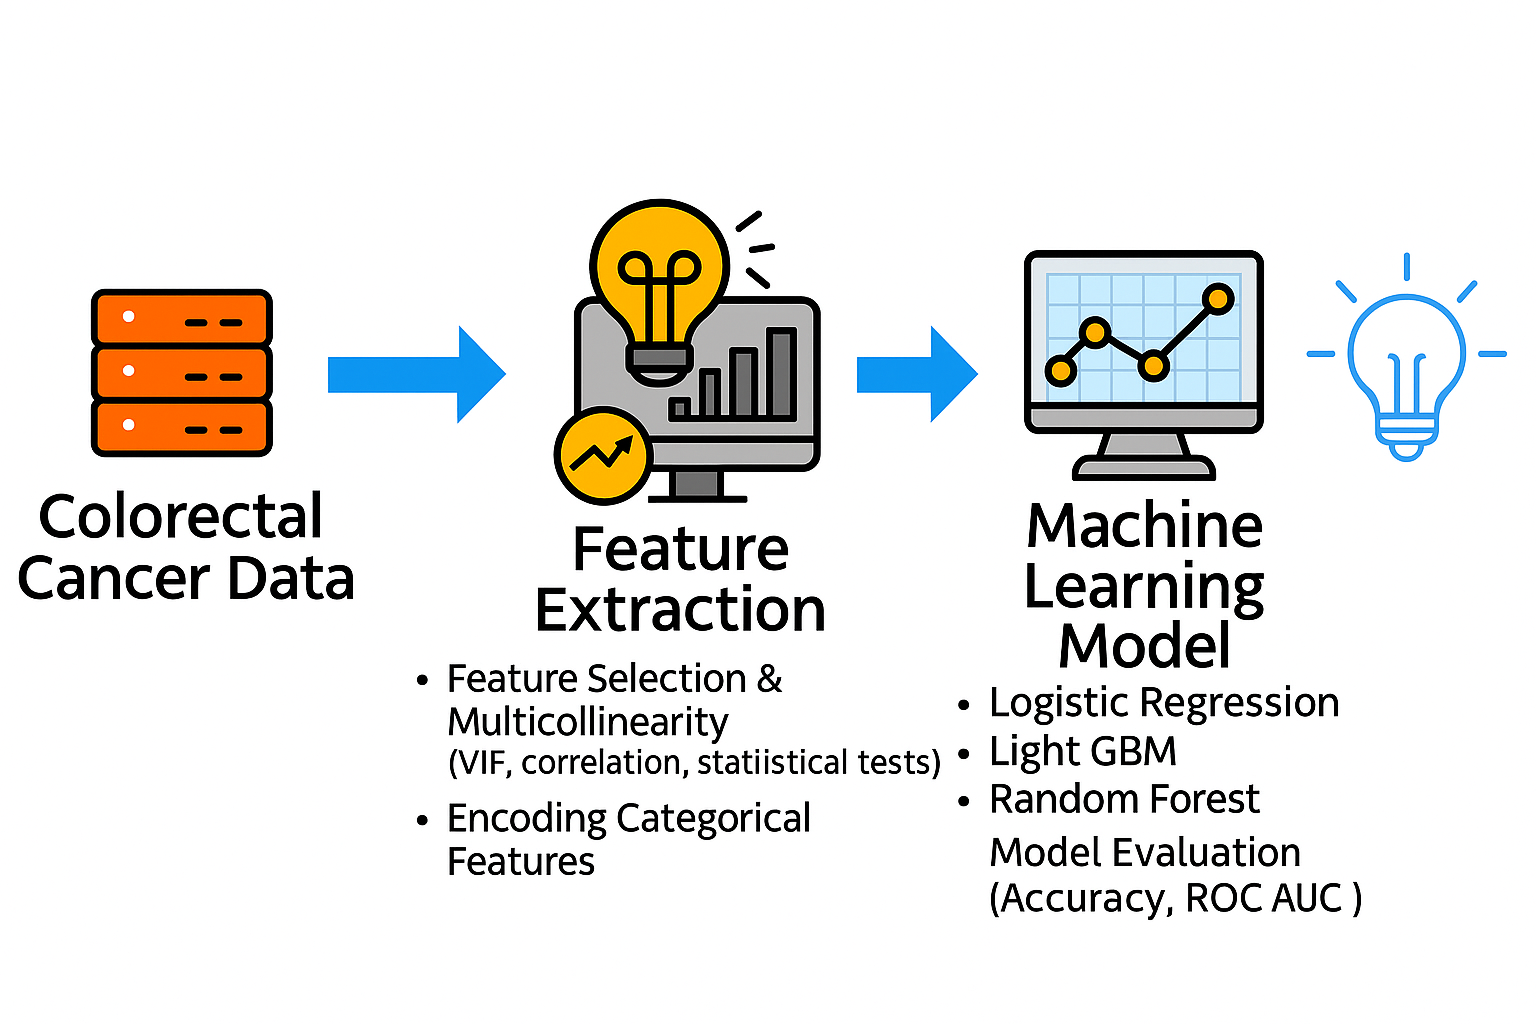 Colorectal
Cancer Data
Feature
Extraction
• Feature Selection &
Multicollinearity
(VIF, correlation, statiistical tests)
• Encoding Categorical
Features
Machine
Learning
Model
• Logistic Regression
• Light GBM
• Random Forest
Model Evaluation
(Accuracy, ROC AUC )